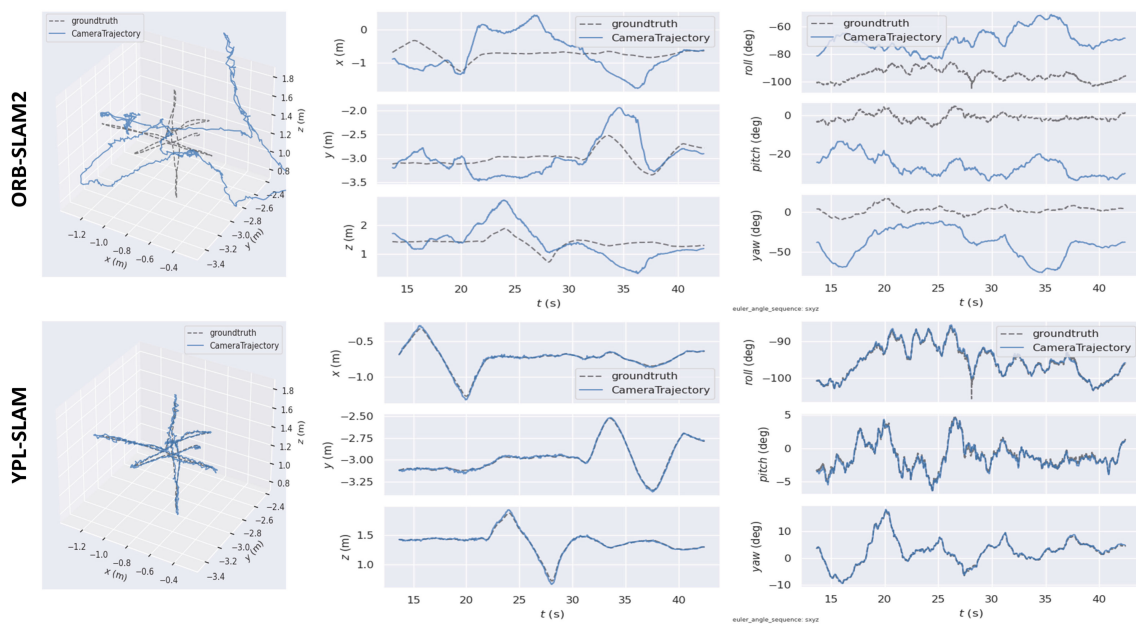 ORB-SLAM2
groundtruth
CameraTrajectory
1.8
1.6
1.4
1.2
1.0
0.8
z (m)
−2.4
−2.6
−2.8
−3.0
−3.2
−3.4
y (m)
−1.2
−1.0
−0.8
−0.6
−0.4
x (m)
groundtruth
CameraTrajectory
0
−1
x (m)
−2.0
−2.5
−3.0
−3.5
y (m)
2
1
z (m)
15 20 25 30 35 40
t (s)
groundtruth
CameraTrajectory
−60
−80
−100
roll (deg)
0
−20
pitch (deg)
0
−50
yaw (deg)
15 20 25 30 35 40
t (s)
euler_angle_sequence: sxyz
YPL-SLAM
groundtruth
CameraTrajectory
1.8
1.6
1.4
1.2
1.0
0.8
z (m)
−2.4
−2.6
−2.8
−3.0
−3.2
−3.4
y (m)
−1.2
−1.0
−0.8
−0.6
−0.4
x (m)
groundtruth
CameraTrajectory
−0.5
−1.0
x (m)
−2.50
−2.75
−3.00
−3.25
y (m)
1.5
1.0
z (m)
15 20 25 30 35 40
t (s)
groundtruth
CameraTrajectory
−90
−100
roll (deg)
5
0
−5
pitch (deg)
10
0
−10
yaw (deg)
15 20 25 30 35 40
t (s)
euler_angle_sequence: sxyz